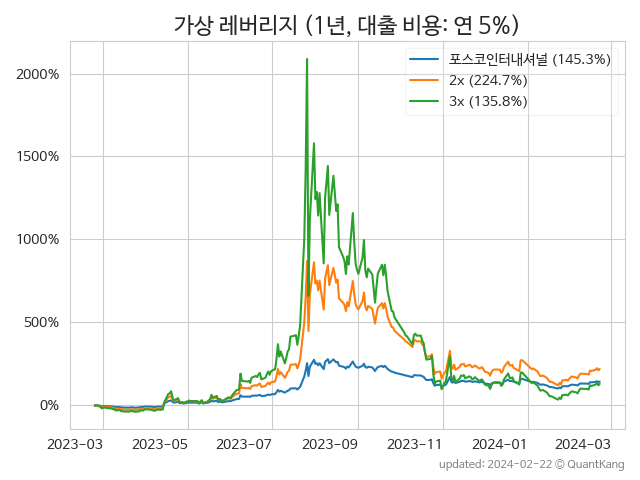 가상 레버리지 (1년, 대출 비용: 연 5%)
포스코인터내셔널 (145.3%)
2x (224.7%)
3x (135.8%)
2000%
1500%
1000%
500%
0%
2023-03 2023-05 2023-07 2023-09 2023-11 2024-01 2024-03
updated: 2024-02-22 © QuantKang